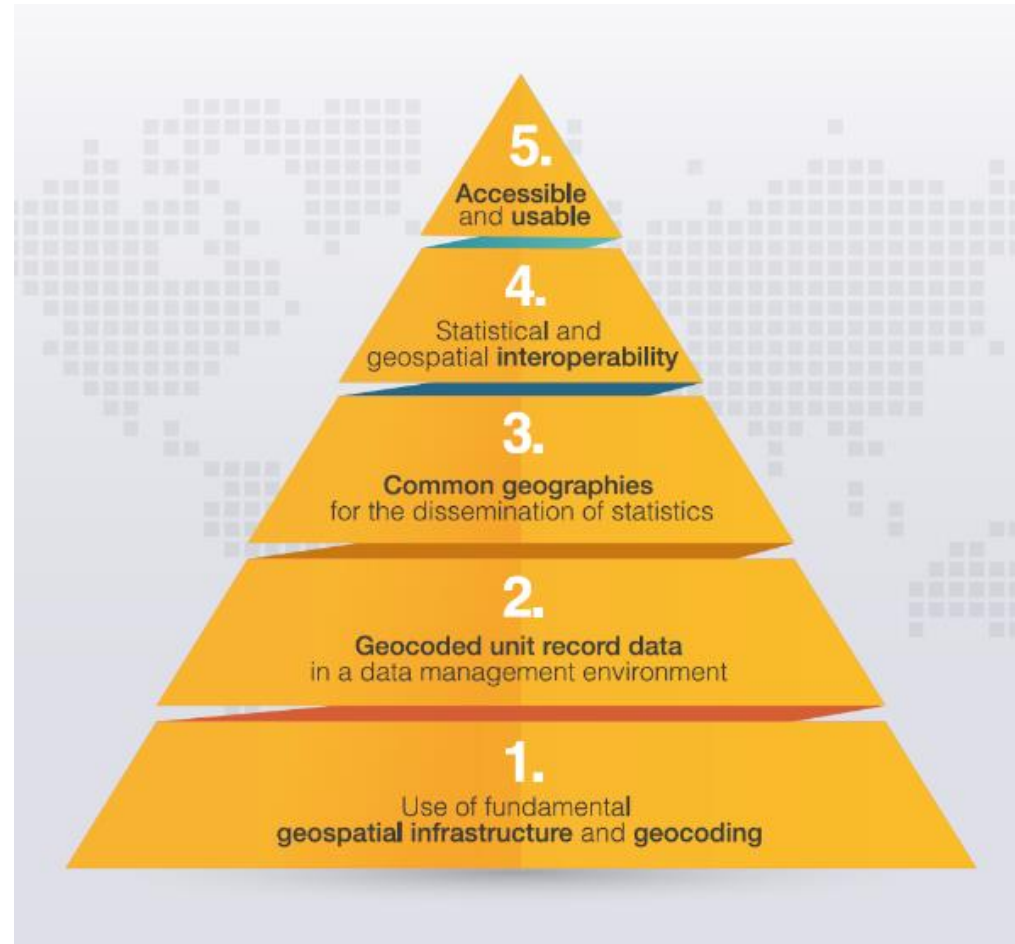 5.
Accessible
and usable
4.
Statistical and
geospatial interoperability
3.
Common geographies
for the dissemination of statistics
2.
Geocoded unit record data
in a data management environment
1.
Use of fundamental
geospatial infrastructure and geocoding